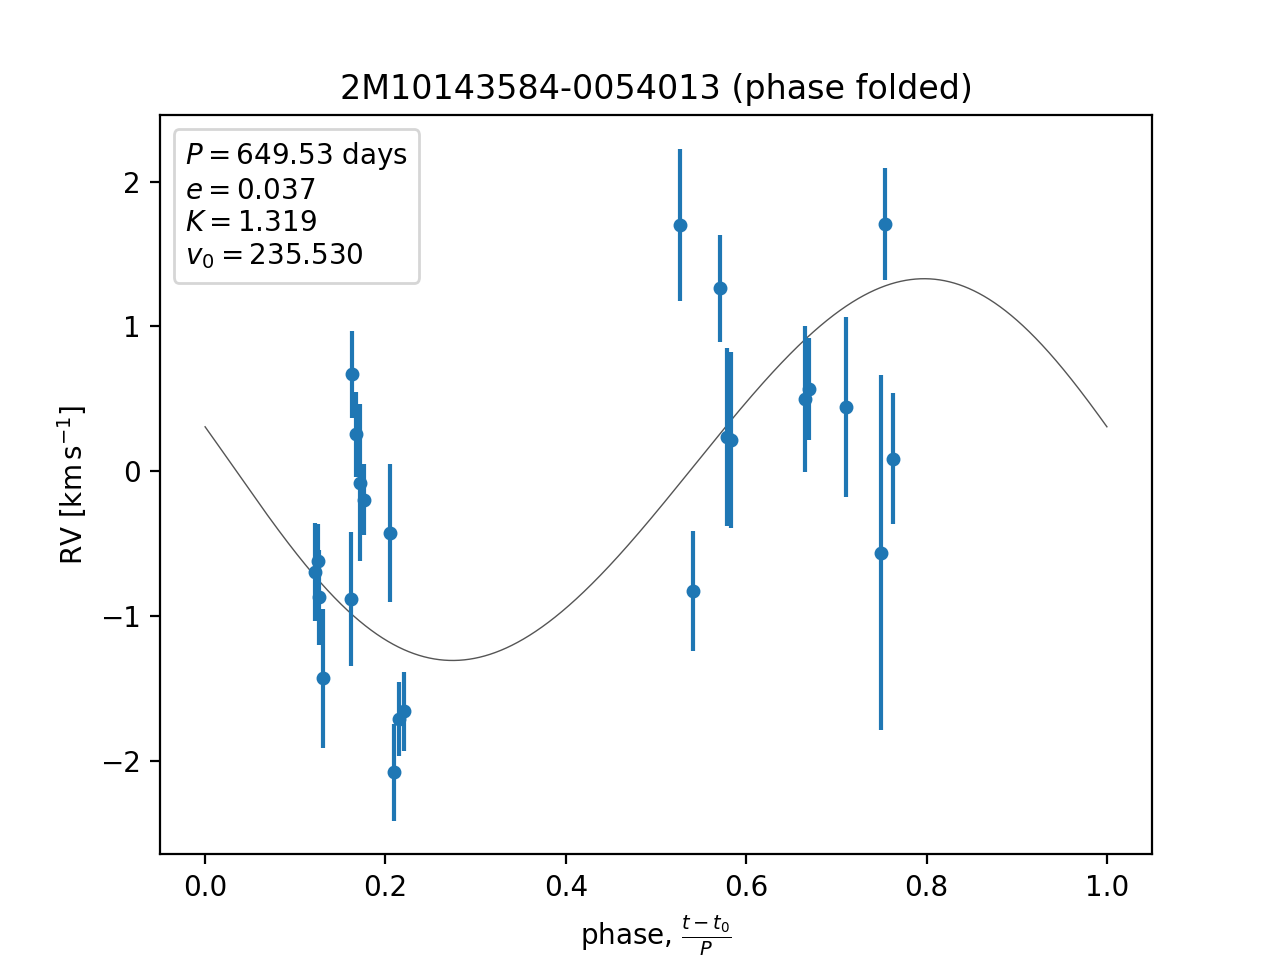 2M10143584-0054013 (phase folded)
P = 649.53 days
e = 0.037
K = 1.319
v₀ = 235.530
2
1
0
−1
−2
RV [km s⁻¹]
0.0 0.2 0.4 0.6 0.8 1.0
phase, (t − t₀)/P